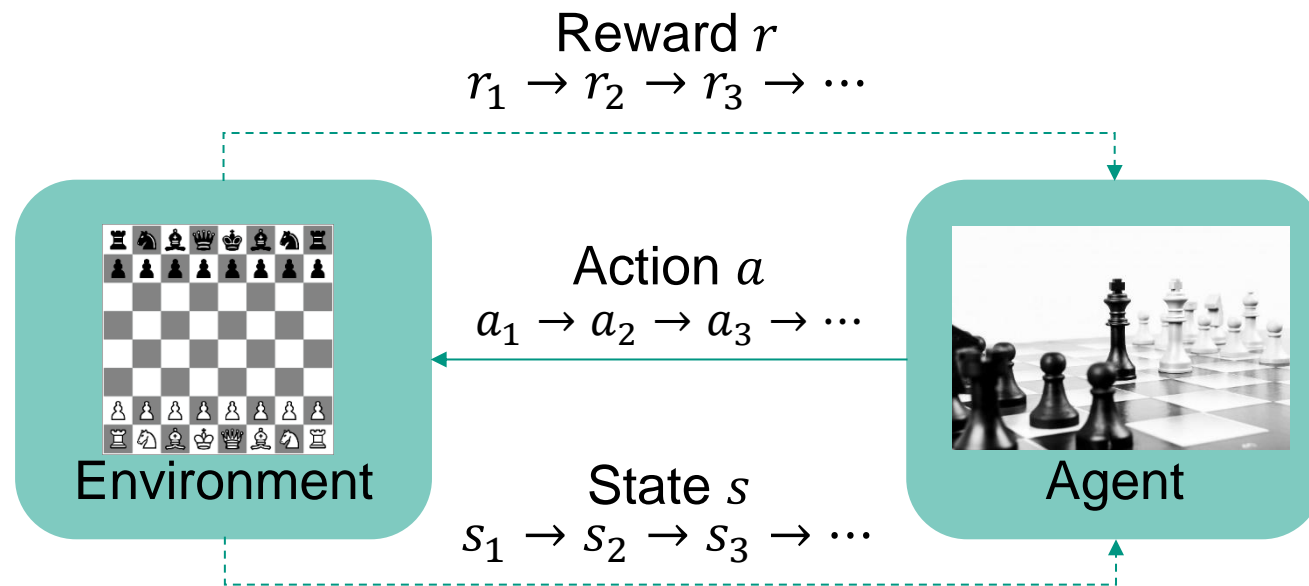 Reward r
r₁ → r₂ → r₃ → ⋯
Action a
a₁ → a₂ → a₃ → ⋯
Environment
State s
s₁ → s₂ → s₃ → ⋯
Agent